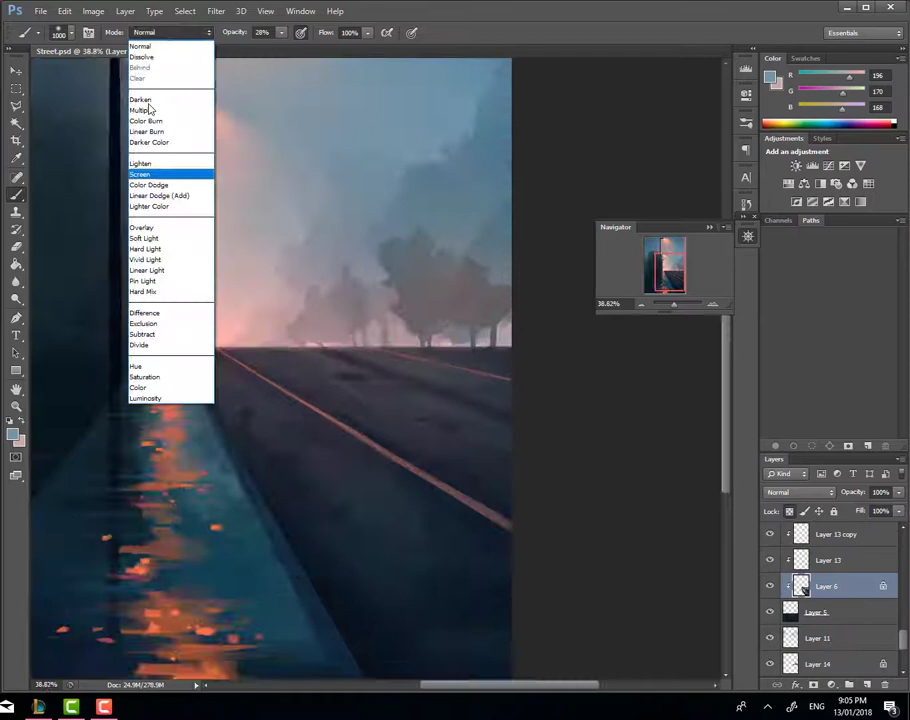 Ps File Edit Image Layer Type Select Filter 3D View Window Help
1000 Mode: Normal Opacity: 28% Flow: 100% Essentials
Street.psd @ 38.8% (Layer
Normal
Dissolve
Behind
Clear
Darken
Multiply
Color Burn
Linear Burn
Darker Color
Lighten
Screen
Color Dodge
Linear Dodge (Add)
Lighter Color
Overlay
Soft Light
Hard Light
Vivid Light
Linear Light
Pin Light
Hard Mix
Difference
Exclusion
Subtract
Divide
Hue
Saturation
Color
Luminosity
Navigator
38.82%
Color Swatches
R 196
G 170
B 168
Adjustments Styles
Add an adjustment
Channels Paths
Layers
Kind
Normal Opacity: 100%
Lock: Fill: 100%
Layer 13 copy
Layer 13
Layer 6
Layer 5
Layer 11
Layer 14
38.82% Doc: 24.9M/278.9M
ENG 9:05 PM
13/01/2018 3